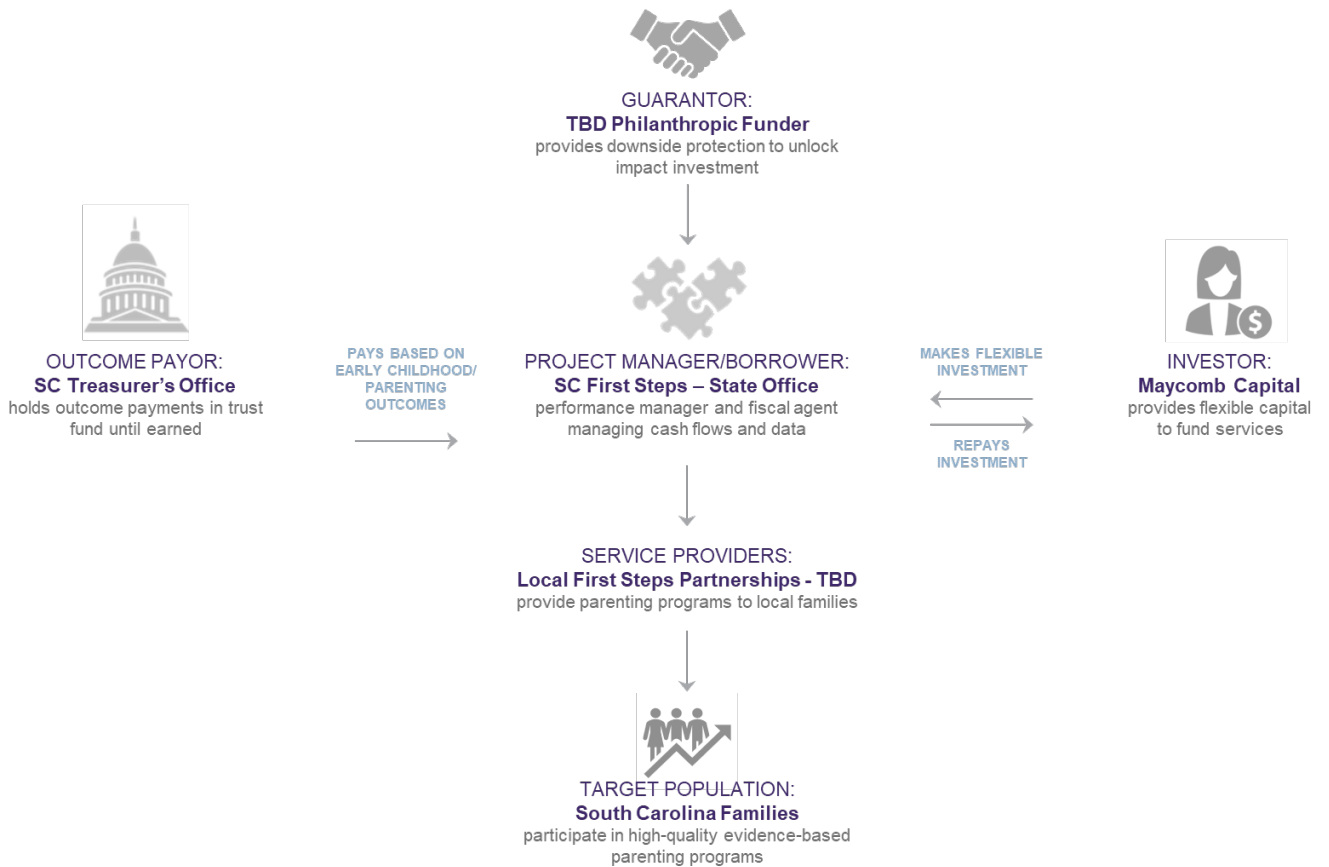 GUARANTOR:
TBD Philanthropic Funder
provides downside protection to unlock
impact investment
OUTCOME PAYOR:
SC Treasurer's Office
holds outcome payments in trust
fund until earned
PAYS BASED ON
EARLY CHILDHOOD/
PARENTING
OUTCOMES
PROJECT MANAGER/BORROWER:
SC First Steps – State Office
performance manager and fiscal agent
managing cash flows and data
MAKES FLEXIBLE
INVESTMENT
REPAYS
INVESTMENT
$
INVESTOR:
Maycomb Capital
provides flexible capital
to fund services
SERVICE PROVIDERS:
Local First Steps Partnerships - TBD
provide parenting programs to local families
TARGET POPULATION:
South Carolina Families
participate in high-quality evidence-based
parenting programs